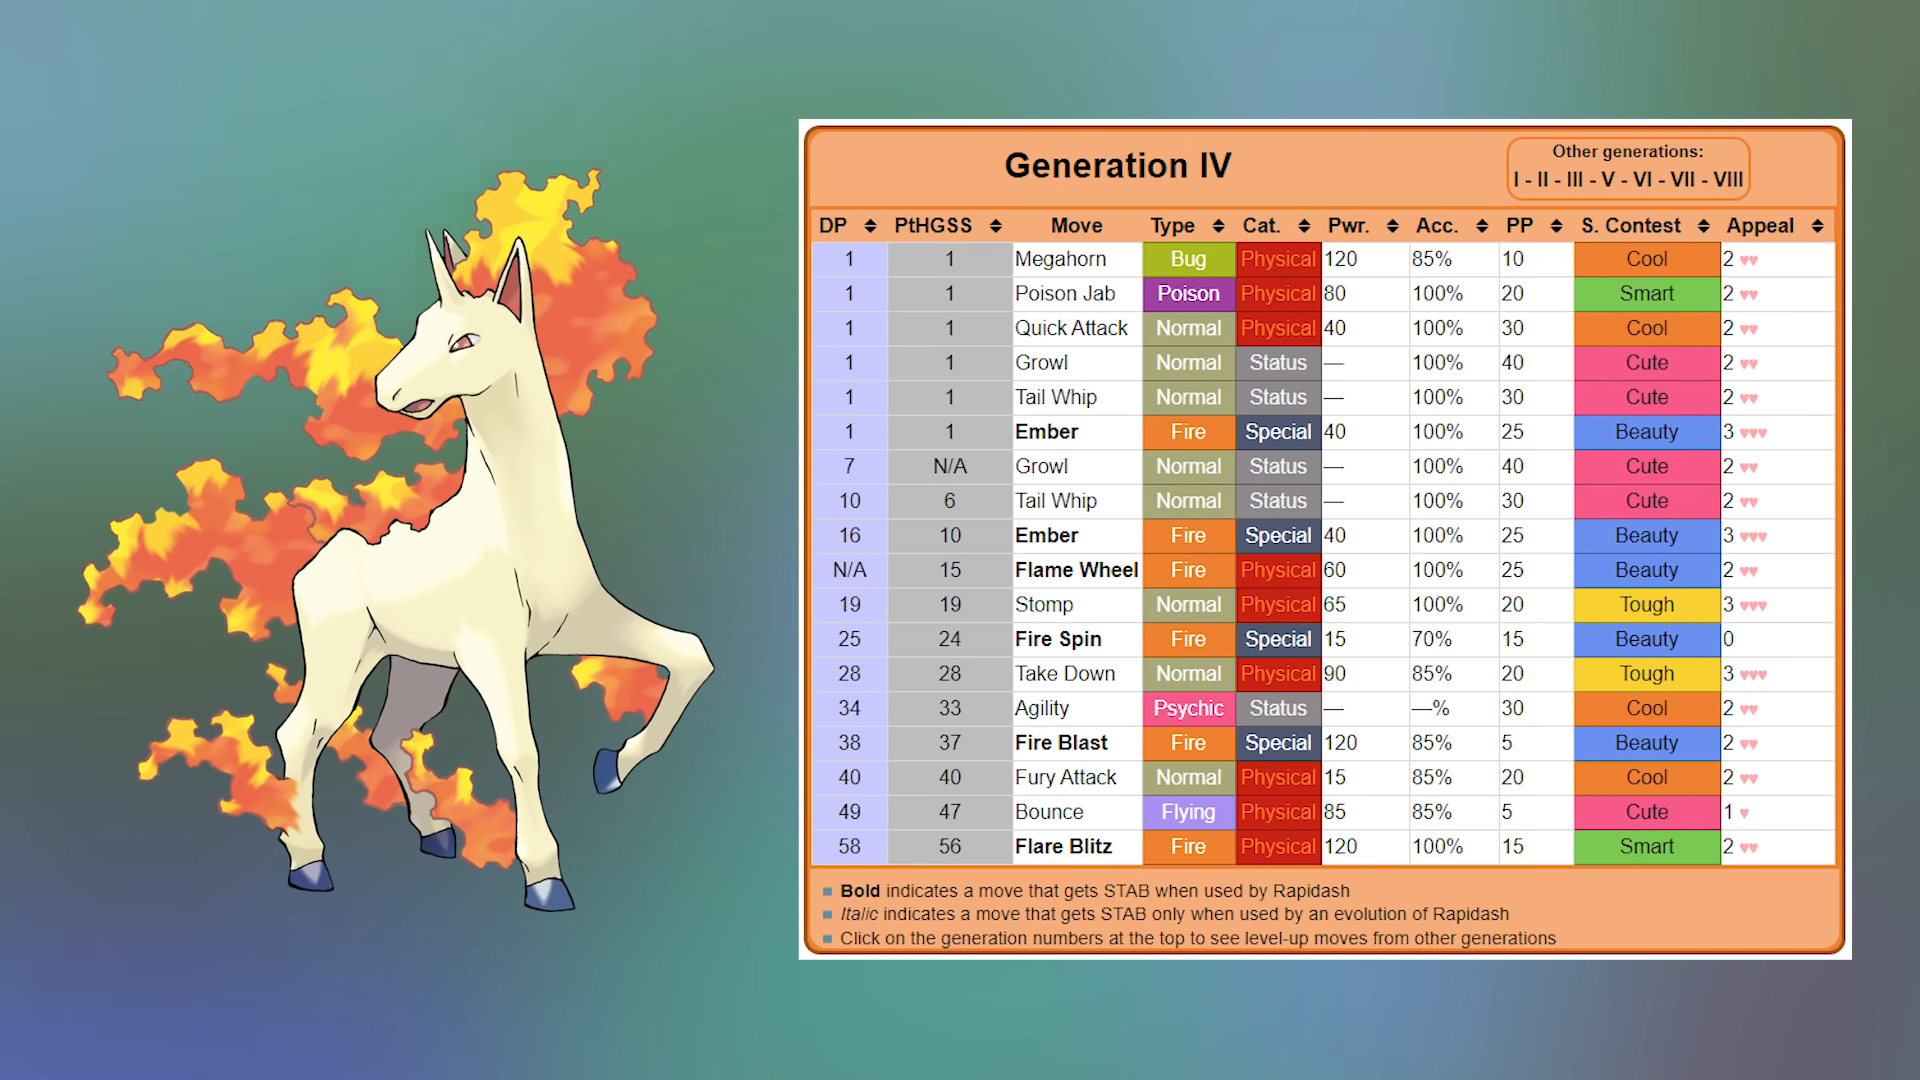 Generation IV
Other generations:
I - II - III - V - VI - VII - VIII
DP PtHGSS Move Type Cat. Pwr. Acc. PP S. Contest Appeal
1 1 Megahorn Bug Physical 120 85% 10 Cool 2 ♥♥
1 1 Poison Jab Poison Physical 80 100% 20 Smart 2 ♥♥
1 1 Quick Attack Normal Physical 40 100% 30 Cool 2 ♥♥
1 1 Growl Normal Status — 100% 40 Cute 2 ♥♥
1 1 Tail Whip Normal Status — 100% 30 Cute 2 ♥♥
1 1 Ember Fire Special 40 100% 25 Beauty 3 ♥♥♥
7 N/A Growl Normal Status — 100% 40 Cute 2 ♥♥
10 6 Tail Whip Normal Status — 100% 30 Cute 2 ♥♥
16 10 Ember Fire Special 40 100% 25 Beauty 3 ♥♥♥
N/A 15 Flame Wheel Fire Physical 60 100% 25 Beauty 2 ♥♥
19 19 Stomp Normal Physical 65 100% 20 Tough 3 ♥♥♥
25 24 Fire Spin Fire Special 15 70% 15 Beauty 0
28 28 Take Down Normal Physical 90 85% 20 Tough 3 ♥♥♥
34 33 Agility Psychic Status — —% 30 Cool 2 ♥♥
38 37 Fire Blast Fire Special 120 85% 5 Beauty 2 ♥♥
40 40 Fury Attack Normal Physical 15 85% 20 Cool 2 ♥♥
49 47 Bounce Flying Physical 85 85% 5 Cute 1 ♥
58 56 Flare Blitz Fire Physical 120 100% 15 Smart 2 ♥♥
Bold indicates a move that gets STAB when used by Rapidash
Italic indicates a move that gets STAB only when used by an evolution of Rapidash
Click on the generation numbers at the top to see level-up moves from other generations